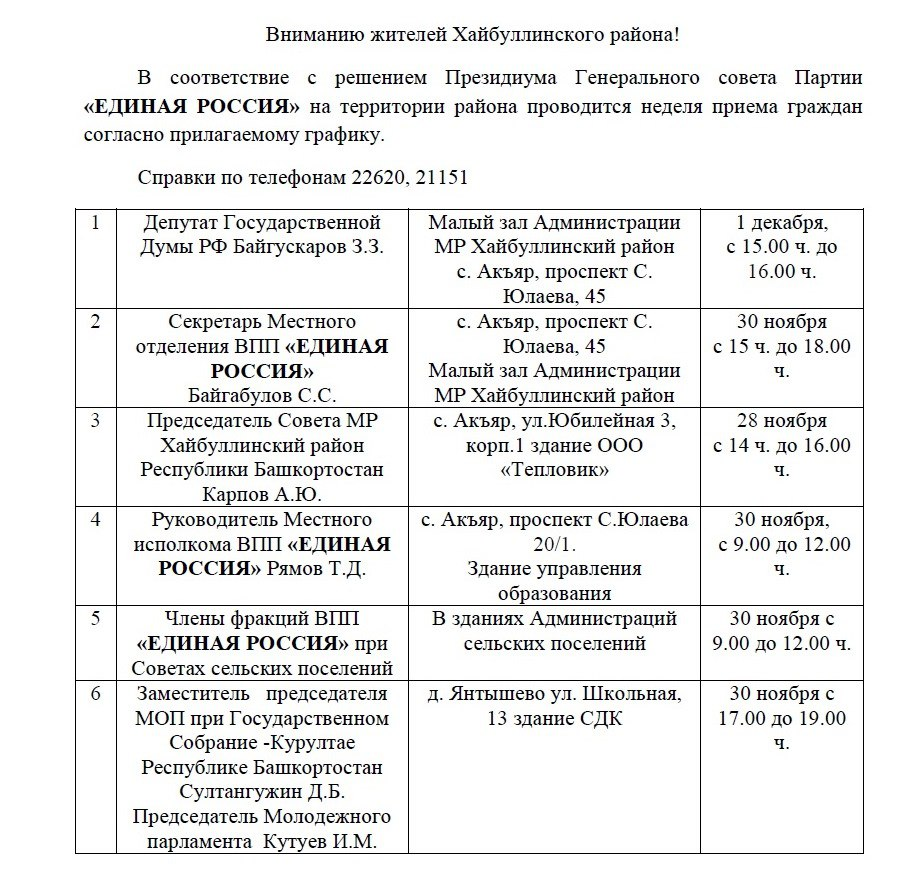 Вниманию жителей Хайбуллинского района!
В соответствие с решением Президиума Генерального совета Партии
«ЕДИНАЯ РОССИЯ» на территории района проводится неделя приема граждан
согласно прилагаемому графику.
Справки по телефонам 22620, 21151
1
Депутат Государственной
Думы РФ Байгускаров З.З.
Малый зал Администрации
МР Хайбуллинский район
с. Акъяр, проспект С.
Юлаева, 45
1 декабря,
с 15.00 ч. до
16.00 ч.
2
Секретарь Местного
отделения ВПП «ЕДИНАЯ
РОССИЯ»
Байгабулов С.С.
с. Акъяр, проспект С.
Юлаева, 45
Малый зал Администрации
МР Хайбуллинский район
30 ноября
с 15 ч. до 18.00
ч.
3
Председатель Совета МР
Хайбуллинский район
Республики Башкортостан
Карпов А.Ю.
с. Акъяр, ул.Юбилейная 3,
корп.1 здание ООО
«Тепловик»
28 ноября
с 14 ч. до 16.00
ч.
4
Руководитель Местного
исполкома ВПП «ЕДИНАЯ
РОССИЯ» Рямов Т.Д.
с. Акъяр, проспект С.Юлаева
20/1.
Здание управления
образования
30 ноября,
с 9.00 до 12.00
ч.
5
Члены фракций ВПП
«ЕДИНАЯ РОССИЯ» при
Советах сельских поселений
В зданиях Администраций
сельских поселений
30 ноября с
9.00 до 12.00 ч.
6
Заместитель председателя
МОП при Государственном
Собрание -Курултае
Республике Башкортостан
Султангужин Д.Б.
Председатель Молодежного
парламента Кутуев И.М.
д. Янтышево ул. Школьная,
13 здание СДК
30 ноября с
17.00 до 19.00
ч.